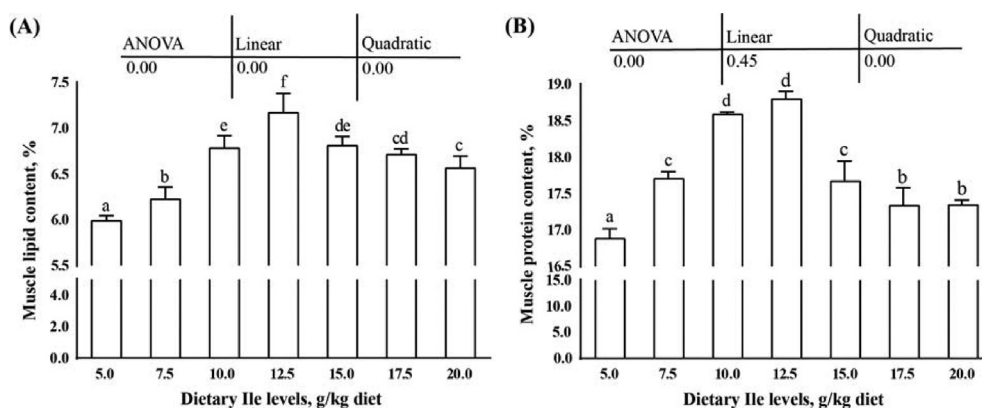 (A)
ANOVA Linear Quadratic
0.00 0.00 0.00
Muscle lipid content, %
7.5
7.0
6.5
6.0
5.5
4.0
2.0
0.0
a b e f de cd c
5.0 7.5 10.0 12.5 15.0 17.5 20.0
Dietary Ile levels, g/kg diet
(B)
ANOVA Linear Quadratic
0.00 0.45 0.00
Muscle protein content, %
19.0
18.5
18.0
17.5
17.0
16.5
15.0
10.0
5.0
0.0
a c d d c b b
5.0 7.5 10.0 12.5 15.0 17.5 20.0
Dietary Ile levels, g/kg diet